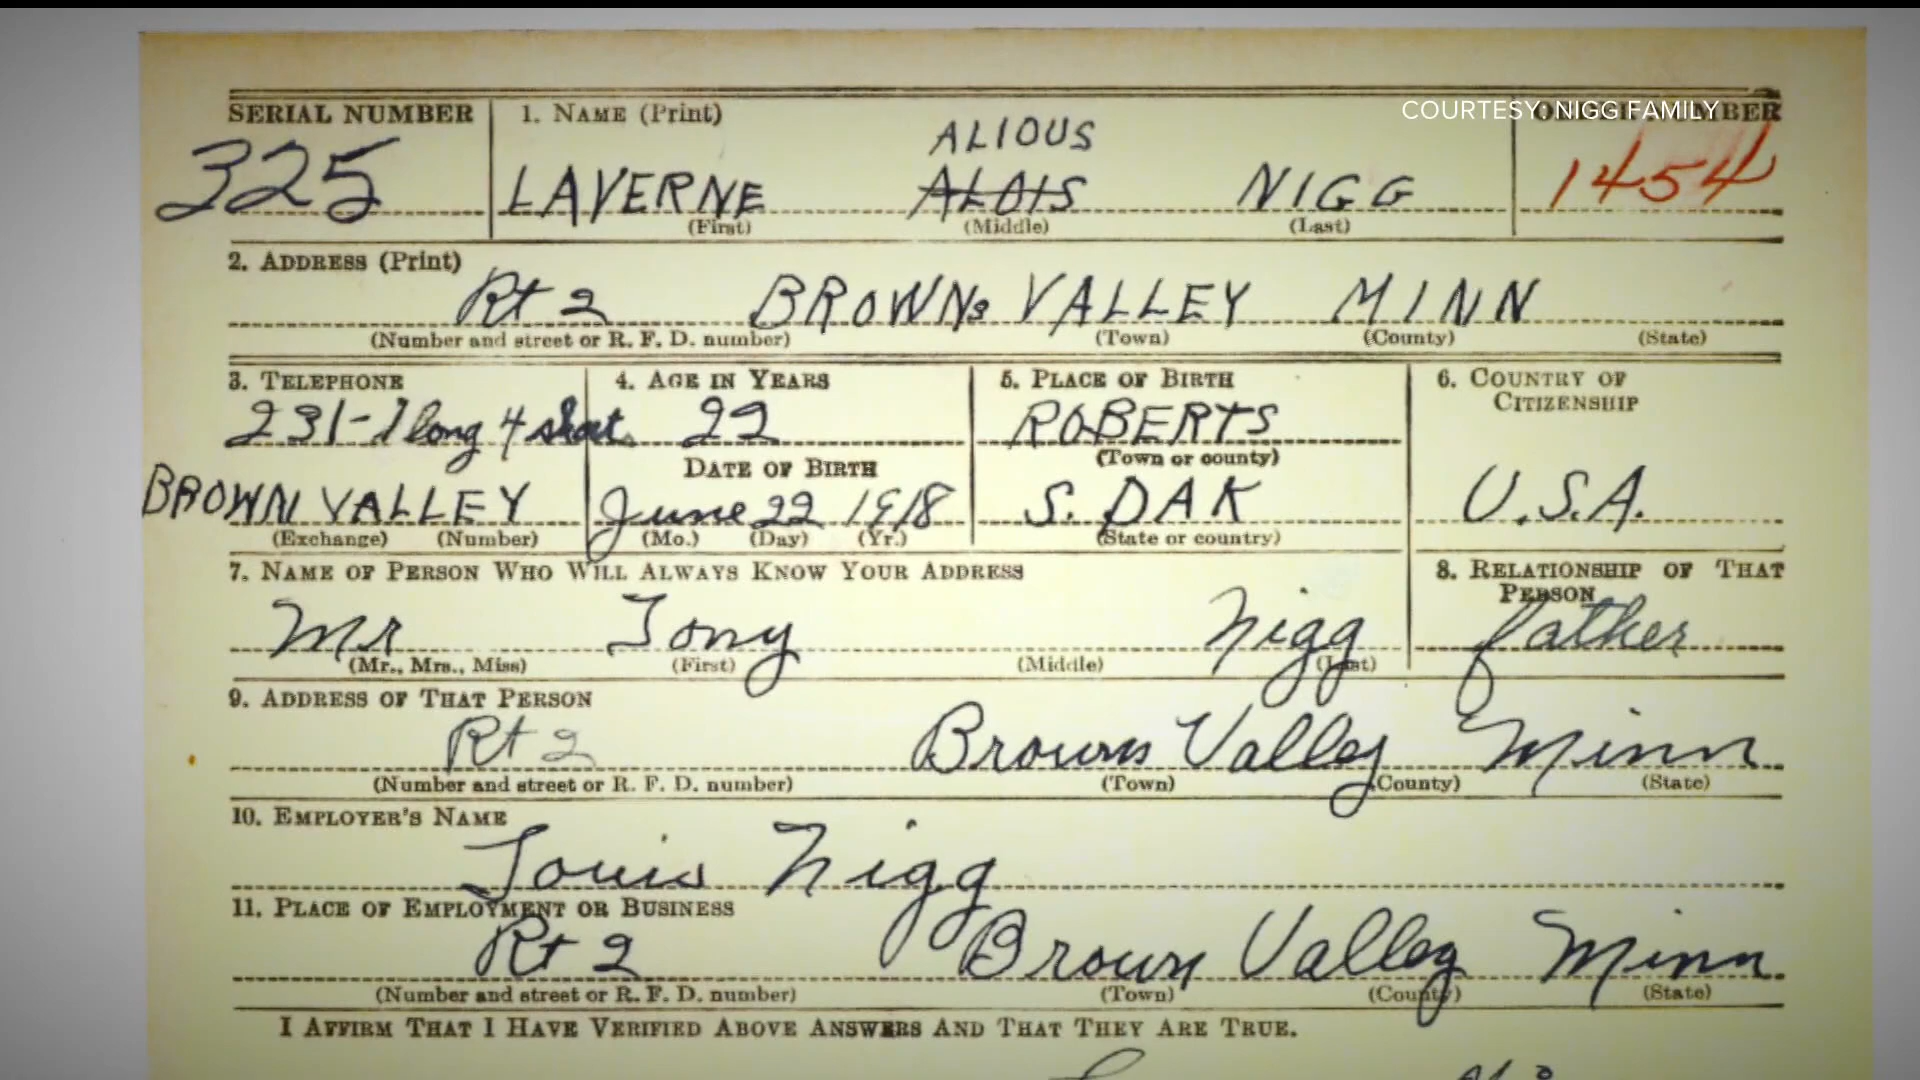 COURTESY: NIGG FAMILY
SERIAL NUMBER 1. NAME (Print) ORDER NUMBER
325 ALIOUS 1454
LAVERNE ALOIS NIGG
(First) (Middle) (Last)
2. ADDRESS (Print)
Rt 2 BROWNs VALLEY MINN
(Number and street or R. F. D. number) (Town) (County) (State)
3. TELEPHONE 4. AGE IN YEARS 5. PLACE OF BIRTH 6. COUNTRY OF
CITIZENSHIP
231-1 long 4 short 22 ROBERTS
DATE OF BIRTH (Town or county)
BROWN VALLEY June 22 1918 S. DAK U.S.A.
(Exchange) (Number) (Mo.) (Day) (Yr.) (State or country)
7. NAME OF PERSON WHO WILL ALWAYS KNOW YOUR ADDRESS 8. RELATIONSHIP OF THAT
PERSON
Mr Tony Nigg father
(Mr., Mrs., Miss) (First) (Middle) (Last)
9. ADDRESS OF THAT PERSON
Rt 2 Browns Valley Minn
(Number and street or R. F. D. number) (Town) (County) (State)
10. EMPLOYER'S NAME
Louis Nigg
11. PLACE OF EMPLOYMENT OR BUSINESS
Rt 2 Browns Valley Minn
(Number and street or R. F. D. number) (Town) (County) (State)
I AFFIRM THAT I HAVE VERIFIED ABOVE ANSWERS AND THAT THEY ARE TRUE.